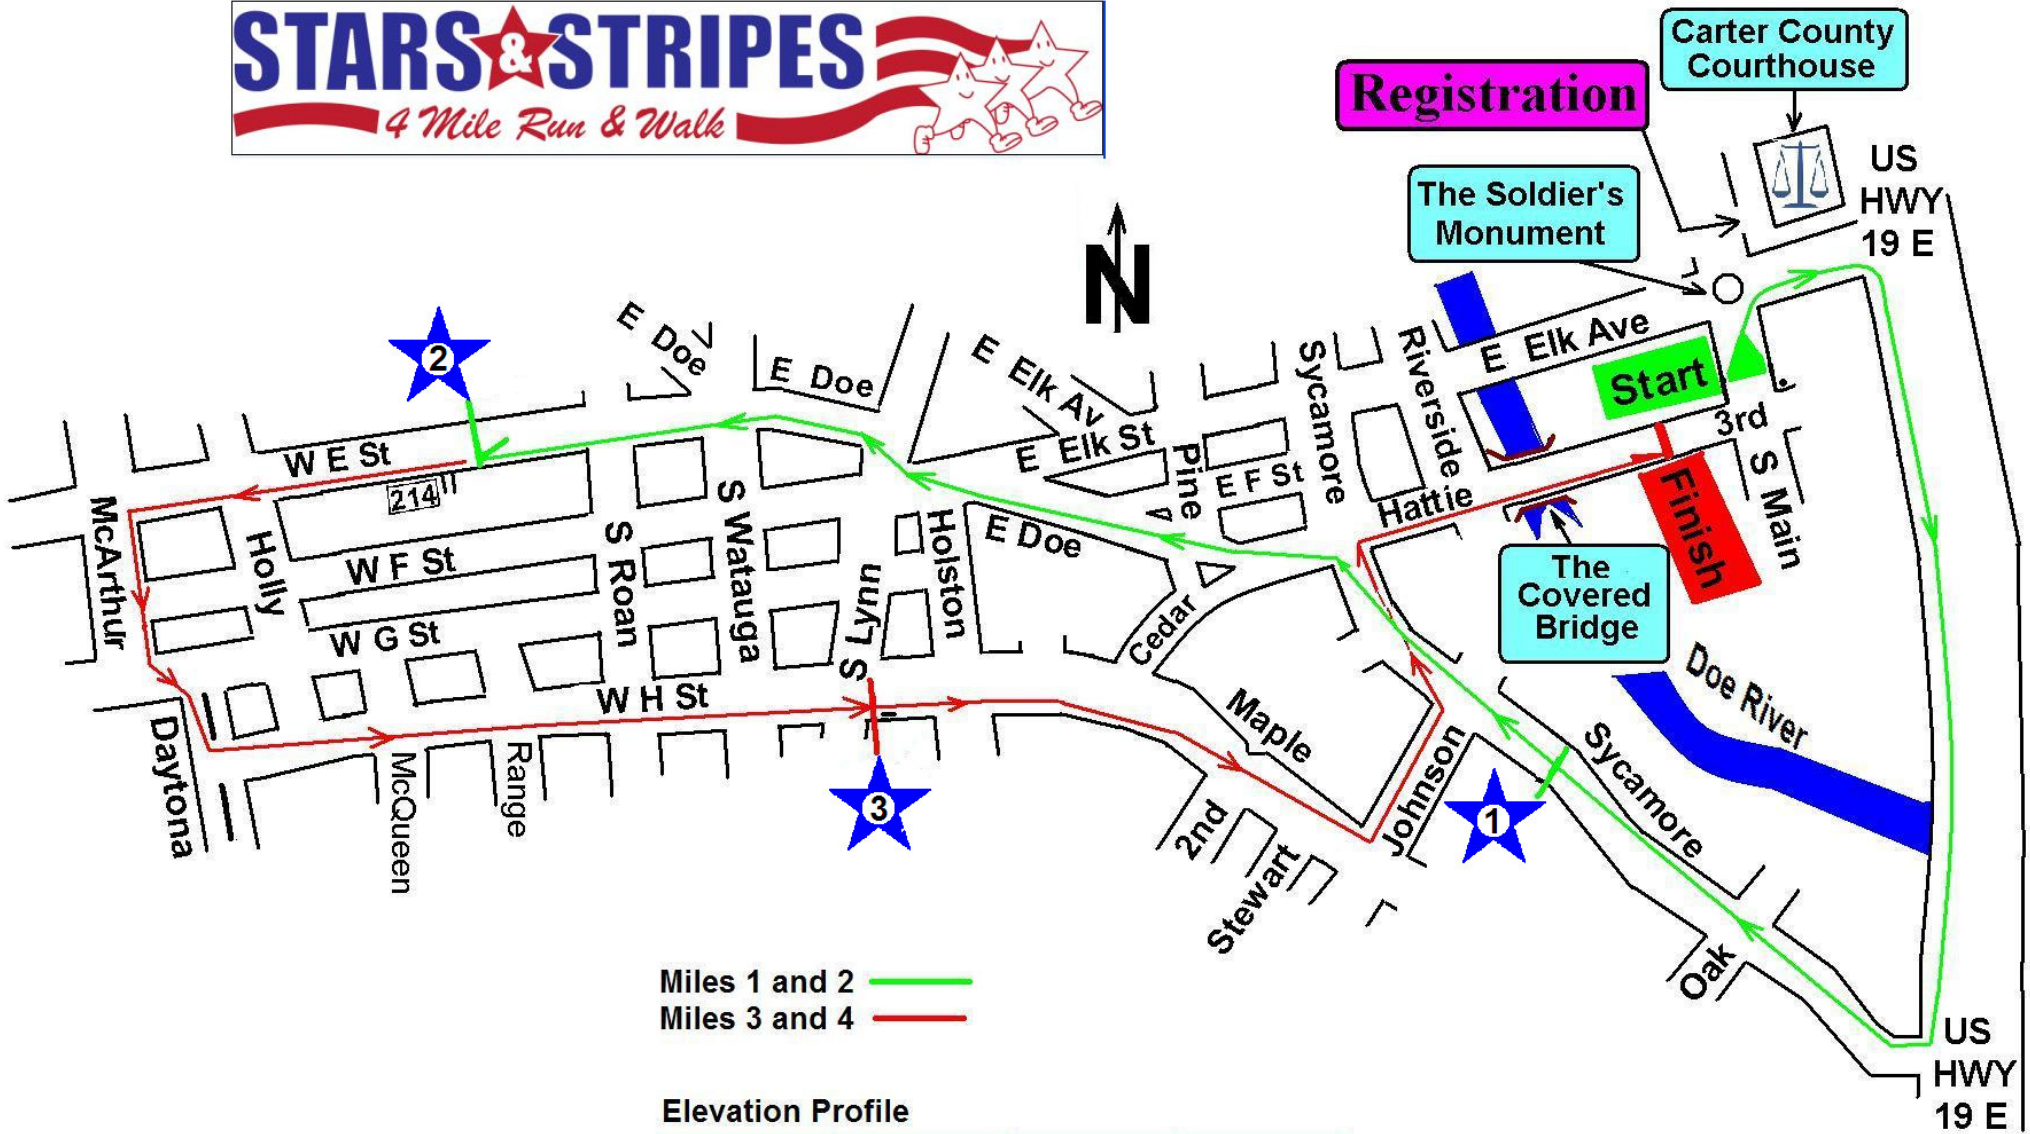 STARS & STRIPES
4 Mile Run & Walk
Carter County
Courthouse
Registration
US
HWY
19 E
The Soldier's
Monument
N
E Doe
E Doe
E Elk Av
E Elk St
Sycamore
Riverside
E Elk Ave
Start
3rd
S Main
2
W E St
214
McArthur
Holly
W F St
W G St
S Roan
S Watauga
S Lynn
Holston
E Doe
Pine
E F St
Hattie
Finish
The
Covered
Bridge
Cedar
Doe River
W H St
Maple
Johnson
Sycamore
Daytona
McQueen
Range
3
1
2nd
Stewart
Oak
Miles 1 and 2
Miles 3 and 4
US
HWY
19 E
Elevation Profile